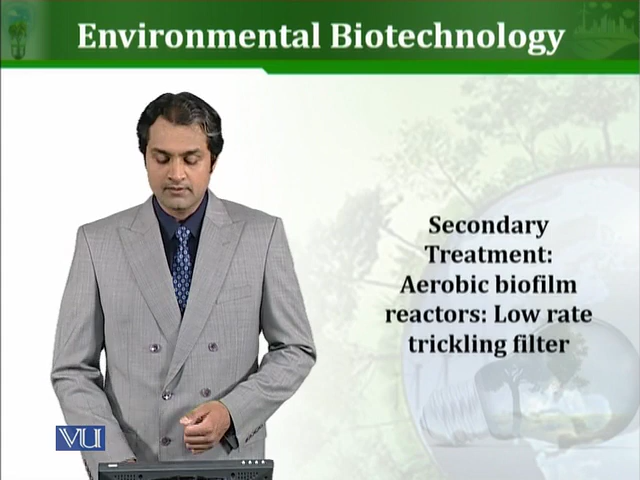 Environmental Biotechnology
Secondary
Treatment:
Aerobic biofilm
reactors: Low rate
trickling filter
VU